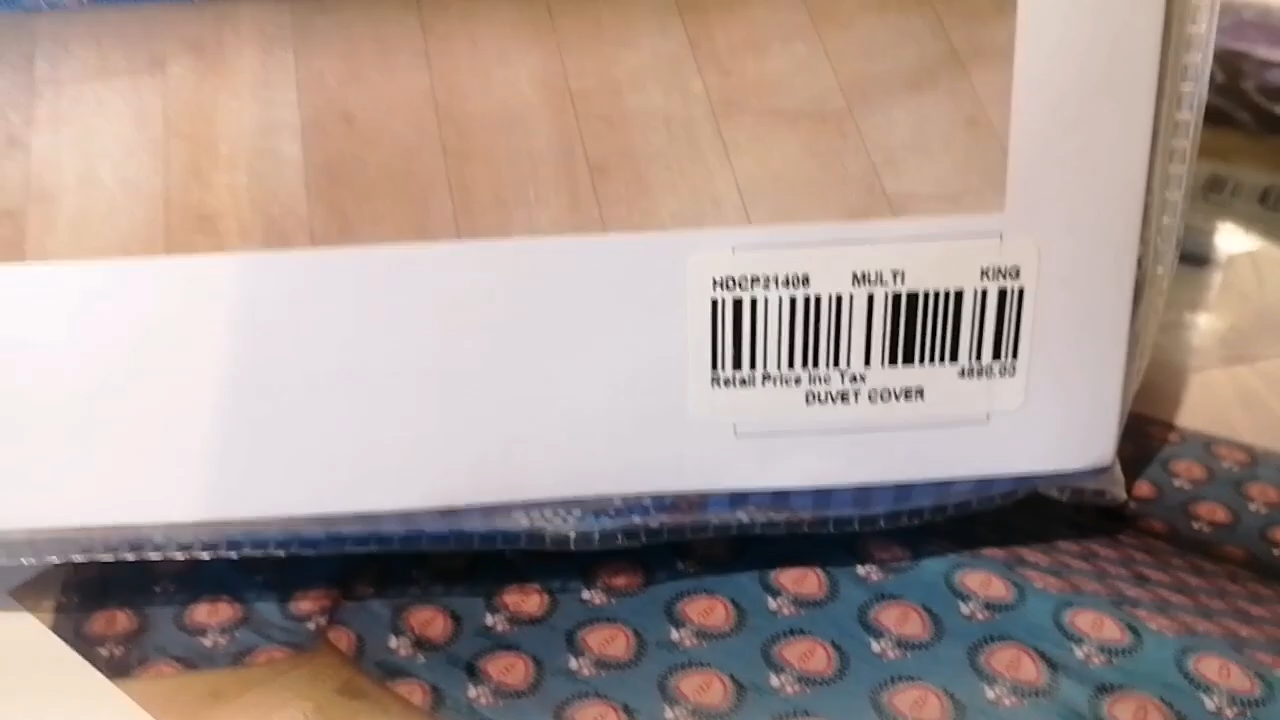 HDCP21408 MULTI KING
Retail Price Inc Tax
DUVET COVER